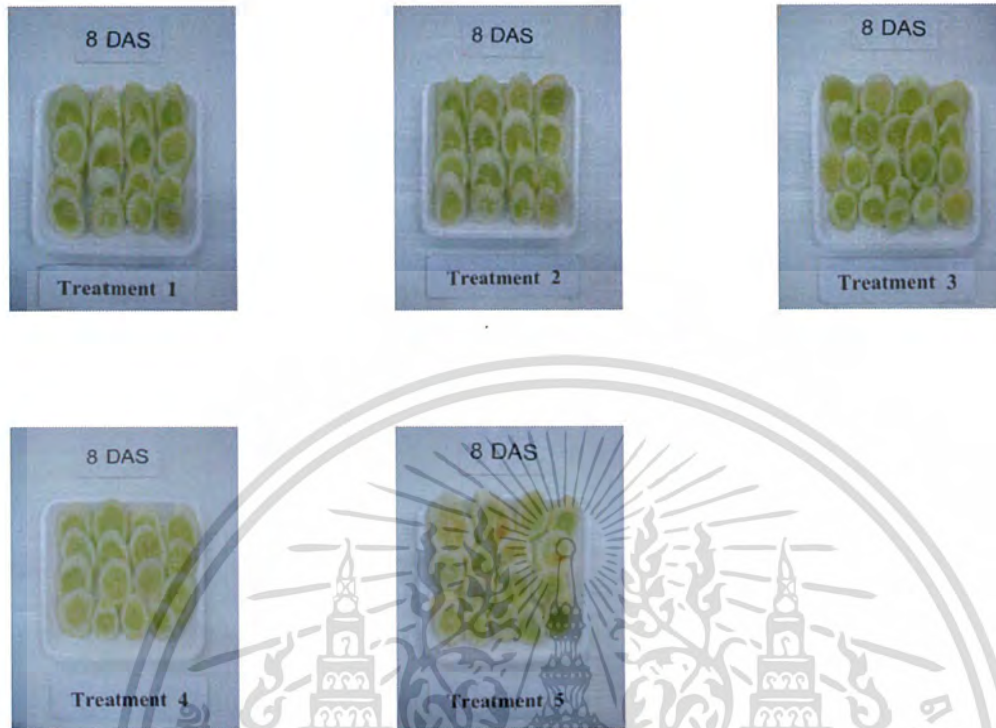 8 DAS
Treatment 1
8 DAS
Treatment 2
8 DAS
Treatment 3
8 DAS
Treatment 4
8 DAS
Treatment 5